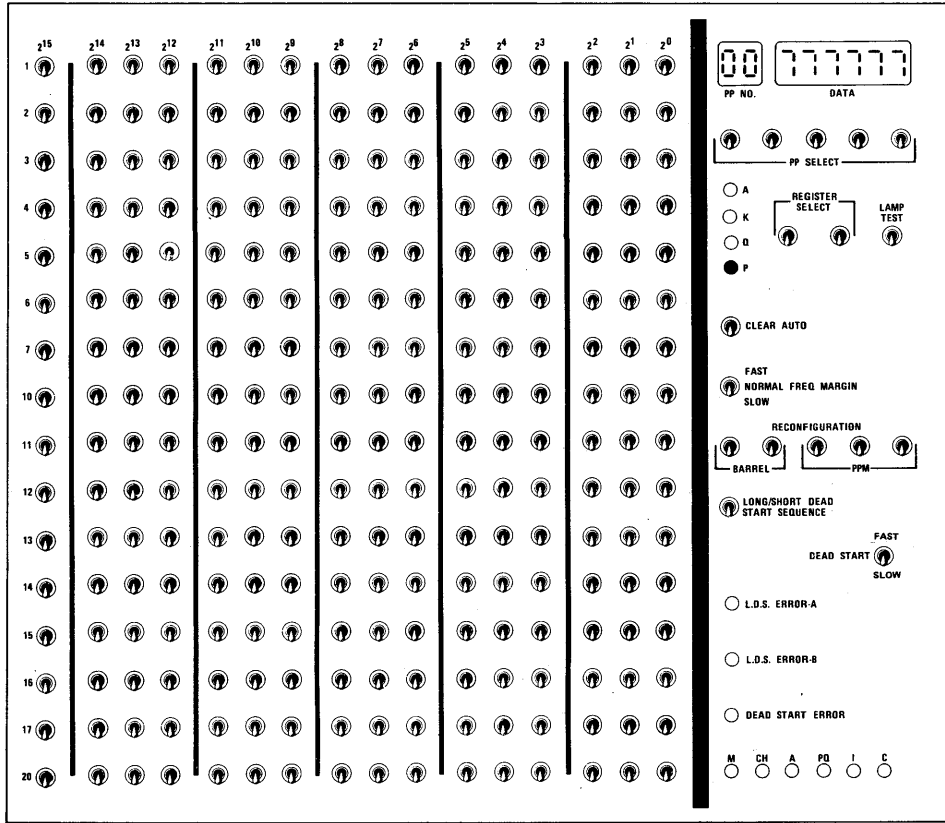 2¹⁵ 2¹⁴ 2¹³ 2¹² 2¹¹ 2¹⁰ 2⁹ 2⁸ 2⁷ 2⁶ 2⁵ 2⁴ 2³ 2² 2¹ 2⁰
1
2
3
4
5
6
7
10
11
12
13
14
15
16
17
20
00 777777
PP NO. DATA
PP SELECT
A
K
Q
P
REGISTER
SELECT
LAMP
TEST
CLEAR AUTO
FAST
NORMAL FREQ MARGIN
SLOW
RECONFIGURATION
BARREL PPM
LONG/SHORT DEAD
START SEQUENCE
FAST
DEAD START
SLOW
L.D.S. ERROR-A
L.D.S. ERROR-B
DEAD START ERROR
M CH A PQ I C